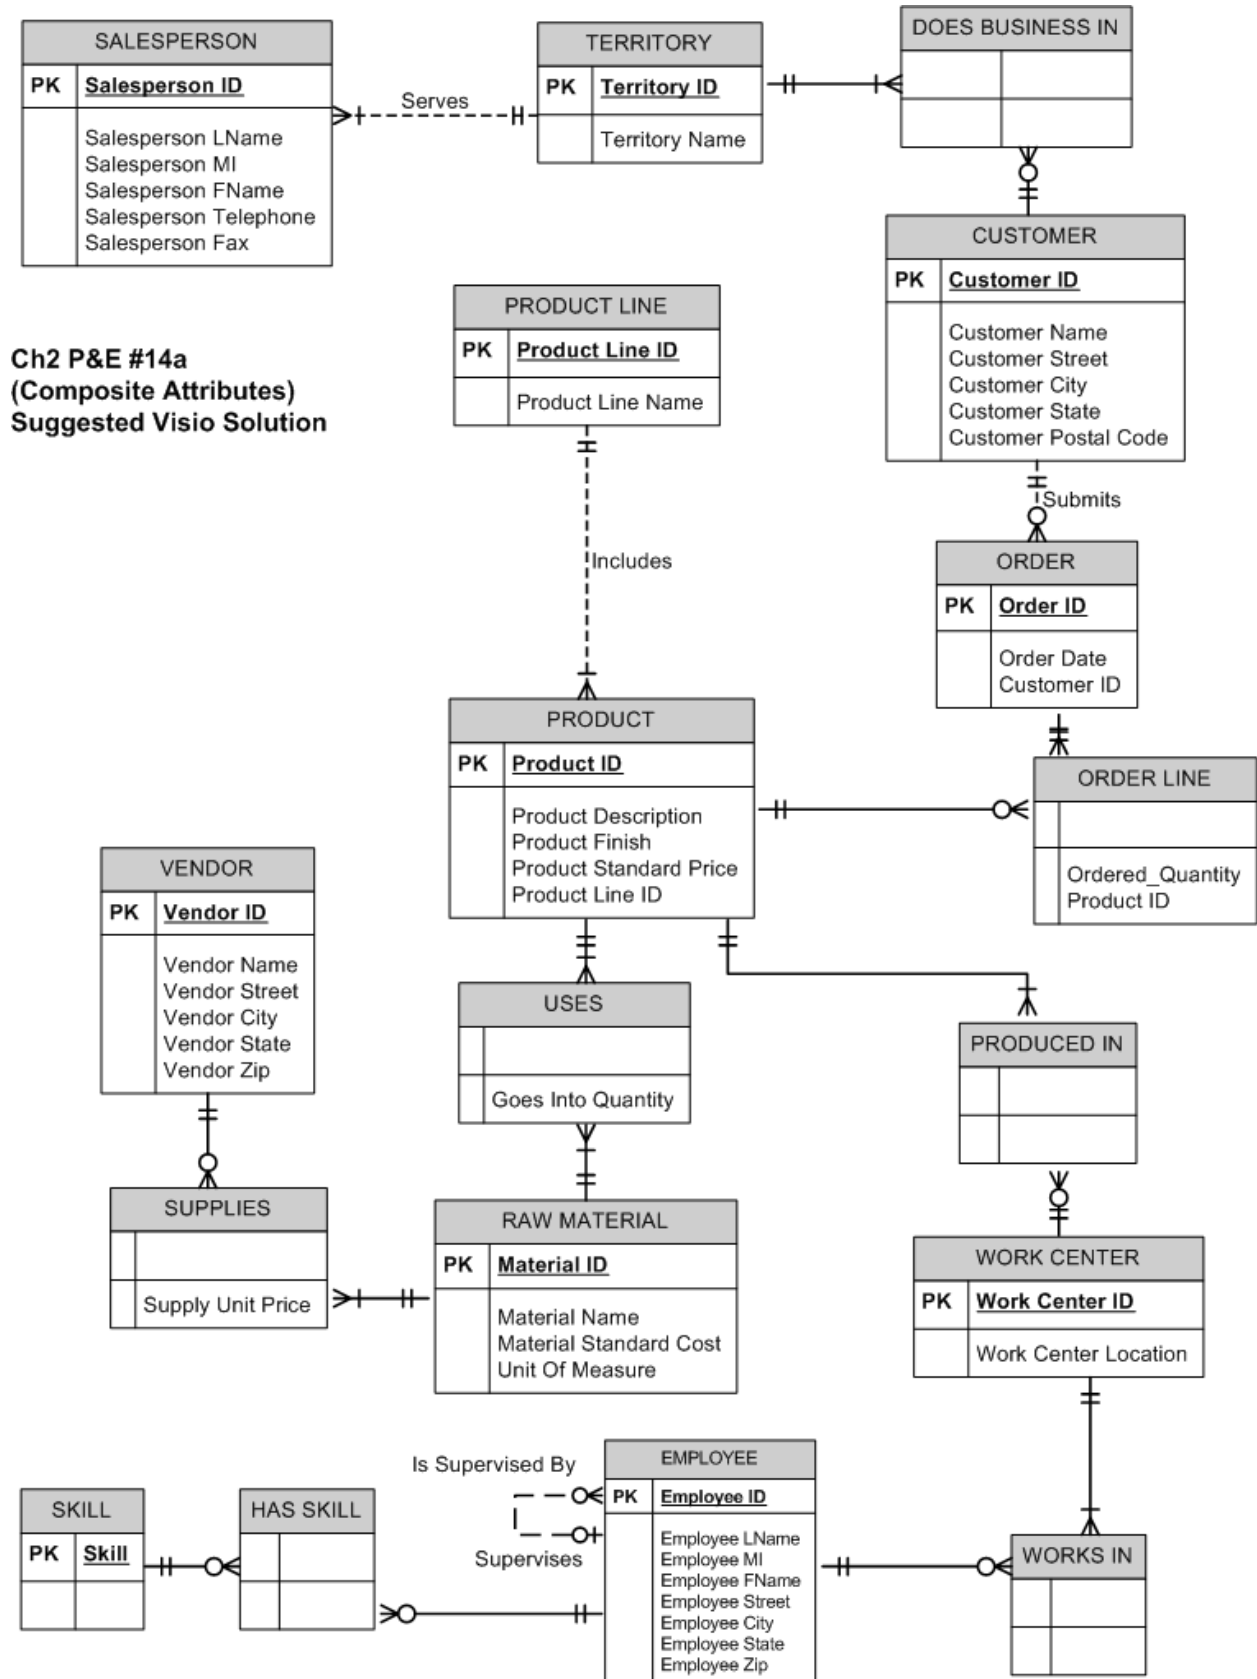 SALESPERSON
PK Salesperson ID
Salesperson LName
Salesperson MI
Salesperson FName
Salesperson Telephone
Salesperson Fax
Serves
TERRITORY
PK Territory ID
Territory Name
DOES BUSINESS IN
CUSTOMER
PK Customer ID
Customer Name
Customer Street
Customer City
Customer State
Customer Postal Code
Ch2 P&E #14a
(Composite Attributes)
Suggested Visio Solution
PRODUCT LINE
PK Product Line ID
Product Line Name
Submits
Includes
ORDER
PK Order ID
Order Date
Customer ID
PRODUCT
PK Product ID
Product Description
Product Finish
Product Standard Price
Product Line ID
ORDER LINE
Ordered_Quantity
Product ID
VENDOR
PK Vendor ID
Vendor Name
Vendor Street
Vendor City
Vendor State
Vendor Zip
USES
Goes Into Quantity
PRODUCED IN
SUPPLIES
Supply Unit Price
RAW MATERIAL
PK Material ID
Material Name
Material Standard Cost
Unit Of Measure
WORK CENTER
PK Work Center ID
Work Center Location
SKILL
PK Skill
HAS SKILL
Is Supervised By
Supervises
EMPLOYEE
PK Employee ID
Employee LName
Employee MI
Employee FName
Employee Street
Employee City
Employee State
Employee Zip
WORKS IN